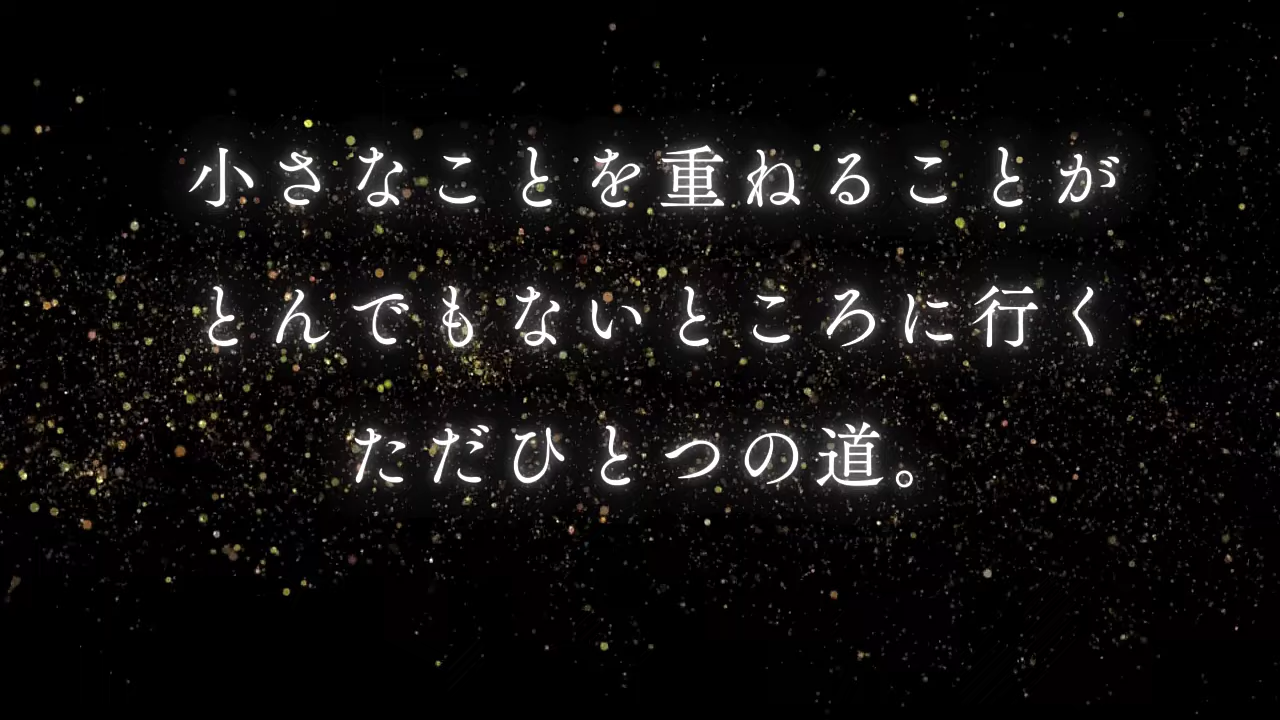 小さなことを重ねることが
とんでもないところに行く
ただひとつの道。